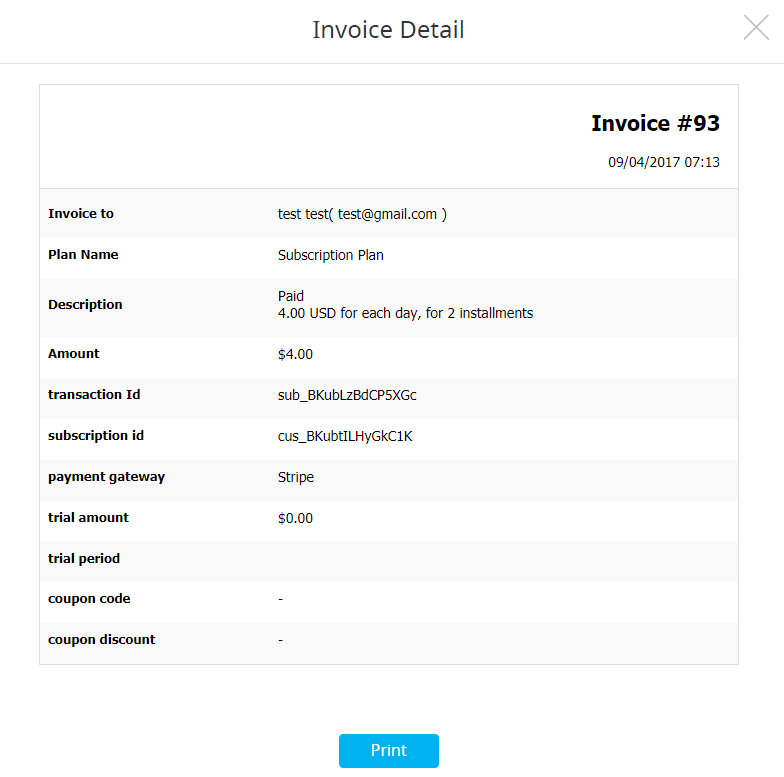 Invoice Detail
Invoice #93
09/04/2017 07:13
Invoice to test test( test@gmail.com )
Plan Name Subscription Plan
Description Paid
4.00 USD for each day, for 2 installments
Amount $4.00
transaction Id sub_BKubLzBdCP5XGc
subscription id cus_BKubtILHyGkC1K
payment gateway Stripe
trial amount $0.00
trial period
coupon code -
coupon discount -
Print